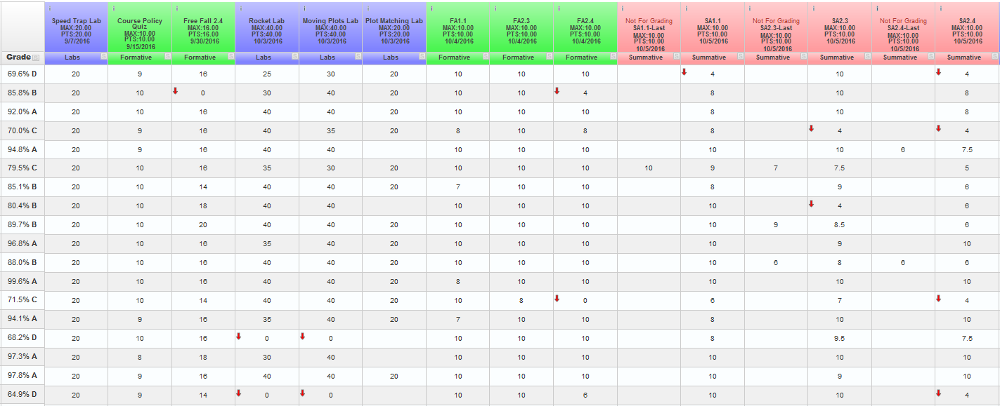 Speed Trap Lab
MAX:20.00
PTS:20.00
9/7/2016
Course Policy
Quiz
MAX:10.00
PTS:10.00
9/15/2016
Free Fall 2.4
MAX:16.00
PTS:16.00
9/30/2016
Rocket Lab
MAX:40.00
PTS:40.00
10/3/2016
Moving Plots Lab
MAX:40.00
PTS:40.00
10/3/2016
Plot Matching Lab
MAX:20.00
PTS:20.00
10/3/2016
FA1.1
MAX:10.00
PTS:10.00
10/4/2016
FA2.3
MAX:10.00
PTS:10.00
10/4/2016
FA2.4
MAX:10.00
PTS:10.00
10/4/2016
Not For Grading
SA1.1-Last
MAX:10.00
PTS:10.00
10/5/2016
SA1.1
MAX:10.00
PTS:10.00
10/5/2016
Not For Grading
SA2.3-Last
MAX:10.00
PTS:10.00
10/5/2016
SA2.3
MAX:10.00
PTS:10.00
10/5/2016
Not For Grading
SA2.4-Last
MAX:10.00
PTS:10.00
10/5/2016
SA2.4
MAX:10.00
PTS:10.00
10/5/2016
Grade Labs Formative Formative Labs Labs Labs Formative Formative Formative Summative Summative Summative Summative Summative Summative
69.6% D 20 9 16 25 30 20 10 10 10 4 10 4
85.8% B 20 10 0 30 40 20 10 10 4 8 10 8
92.0% A 20 10 16 40 40 20 10 10 10 8 10 8
70.0% C 20 9 16 40 35 20 8 10 8 8 4 4
94.8% A 20 9 16 40 40 10 10 10 10 10 6 7.5
79.5% C 20 10 16 35 30 20 10 10 10 10 9 7 7.5 5
85.1% B 20 10 14 40 40 20 7 10 10 8 9 6
80.4% B 20 10 18 40 40 10 10 10 10 4 6
89.7% B 20 10 20 40 40 20 10 10 10 10 9 8.5 6
96.8% A 20 10 16 35 40 20 10 10 10 10 9 10
88.0% B 20 10 16 40 40 20 10 10 10 10 6 8 6 6
99.6% A 20 10 16 40 40 20 8 10 10 10 10 10
71.5% C 20 10 14 40 40 20 10 8 0 6 7 4
94.1% A 20 9 16 35 40 20 7 10 10 8 10 10
68.2% D 20 10 16 0 0 10 10 10 8 9.5 7.5
97.3% A 20 8 18 30 40 10 10 10 10 10 10
97.8% A 20 9 16 40 40 20 10 10 10 10 9 10
64.9% D 20 9 14 0 0 10 10 6 10 10 4